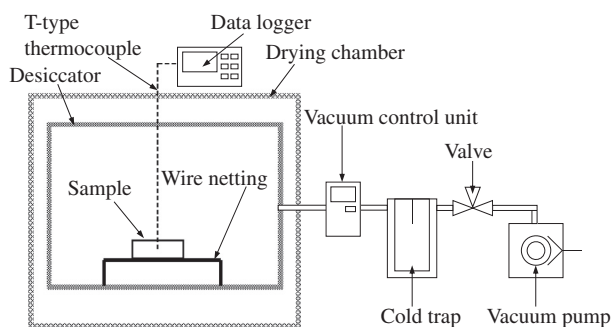 T-type
thermocouple
Data logger
Drying chamber
Desiccator
Vacuum control unit
Valve
Sample
Wire netting
Cold trap
Vacuum pump